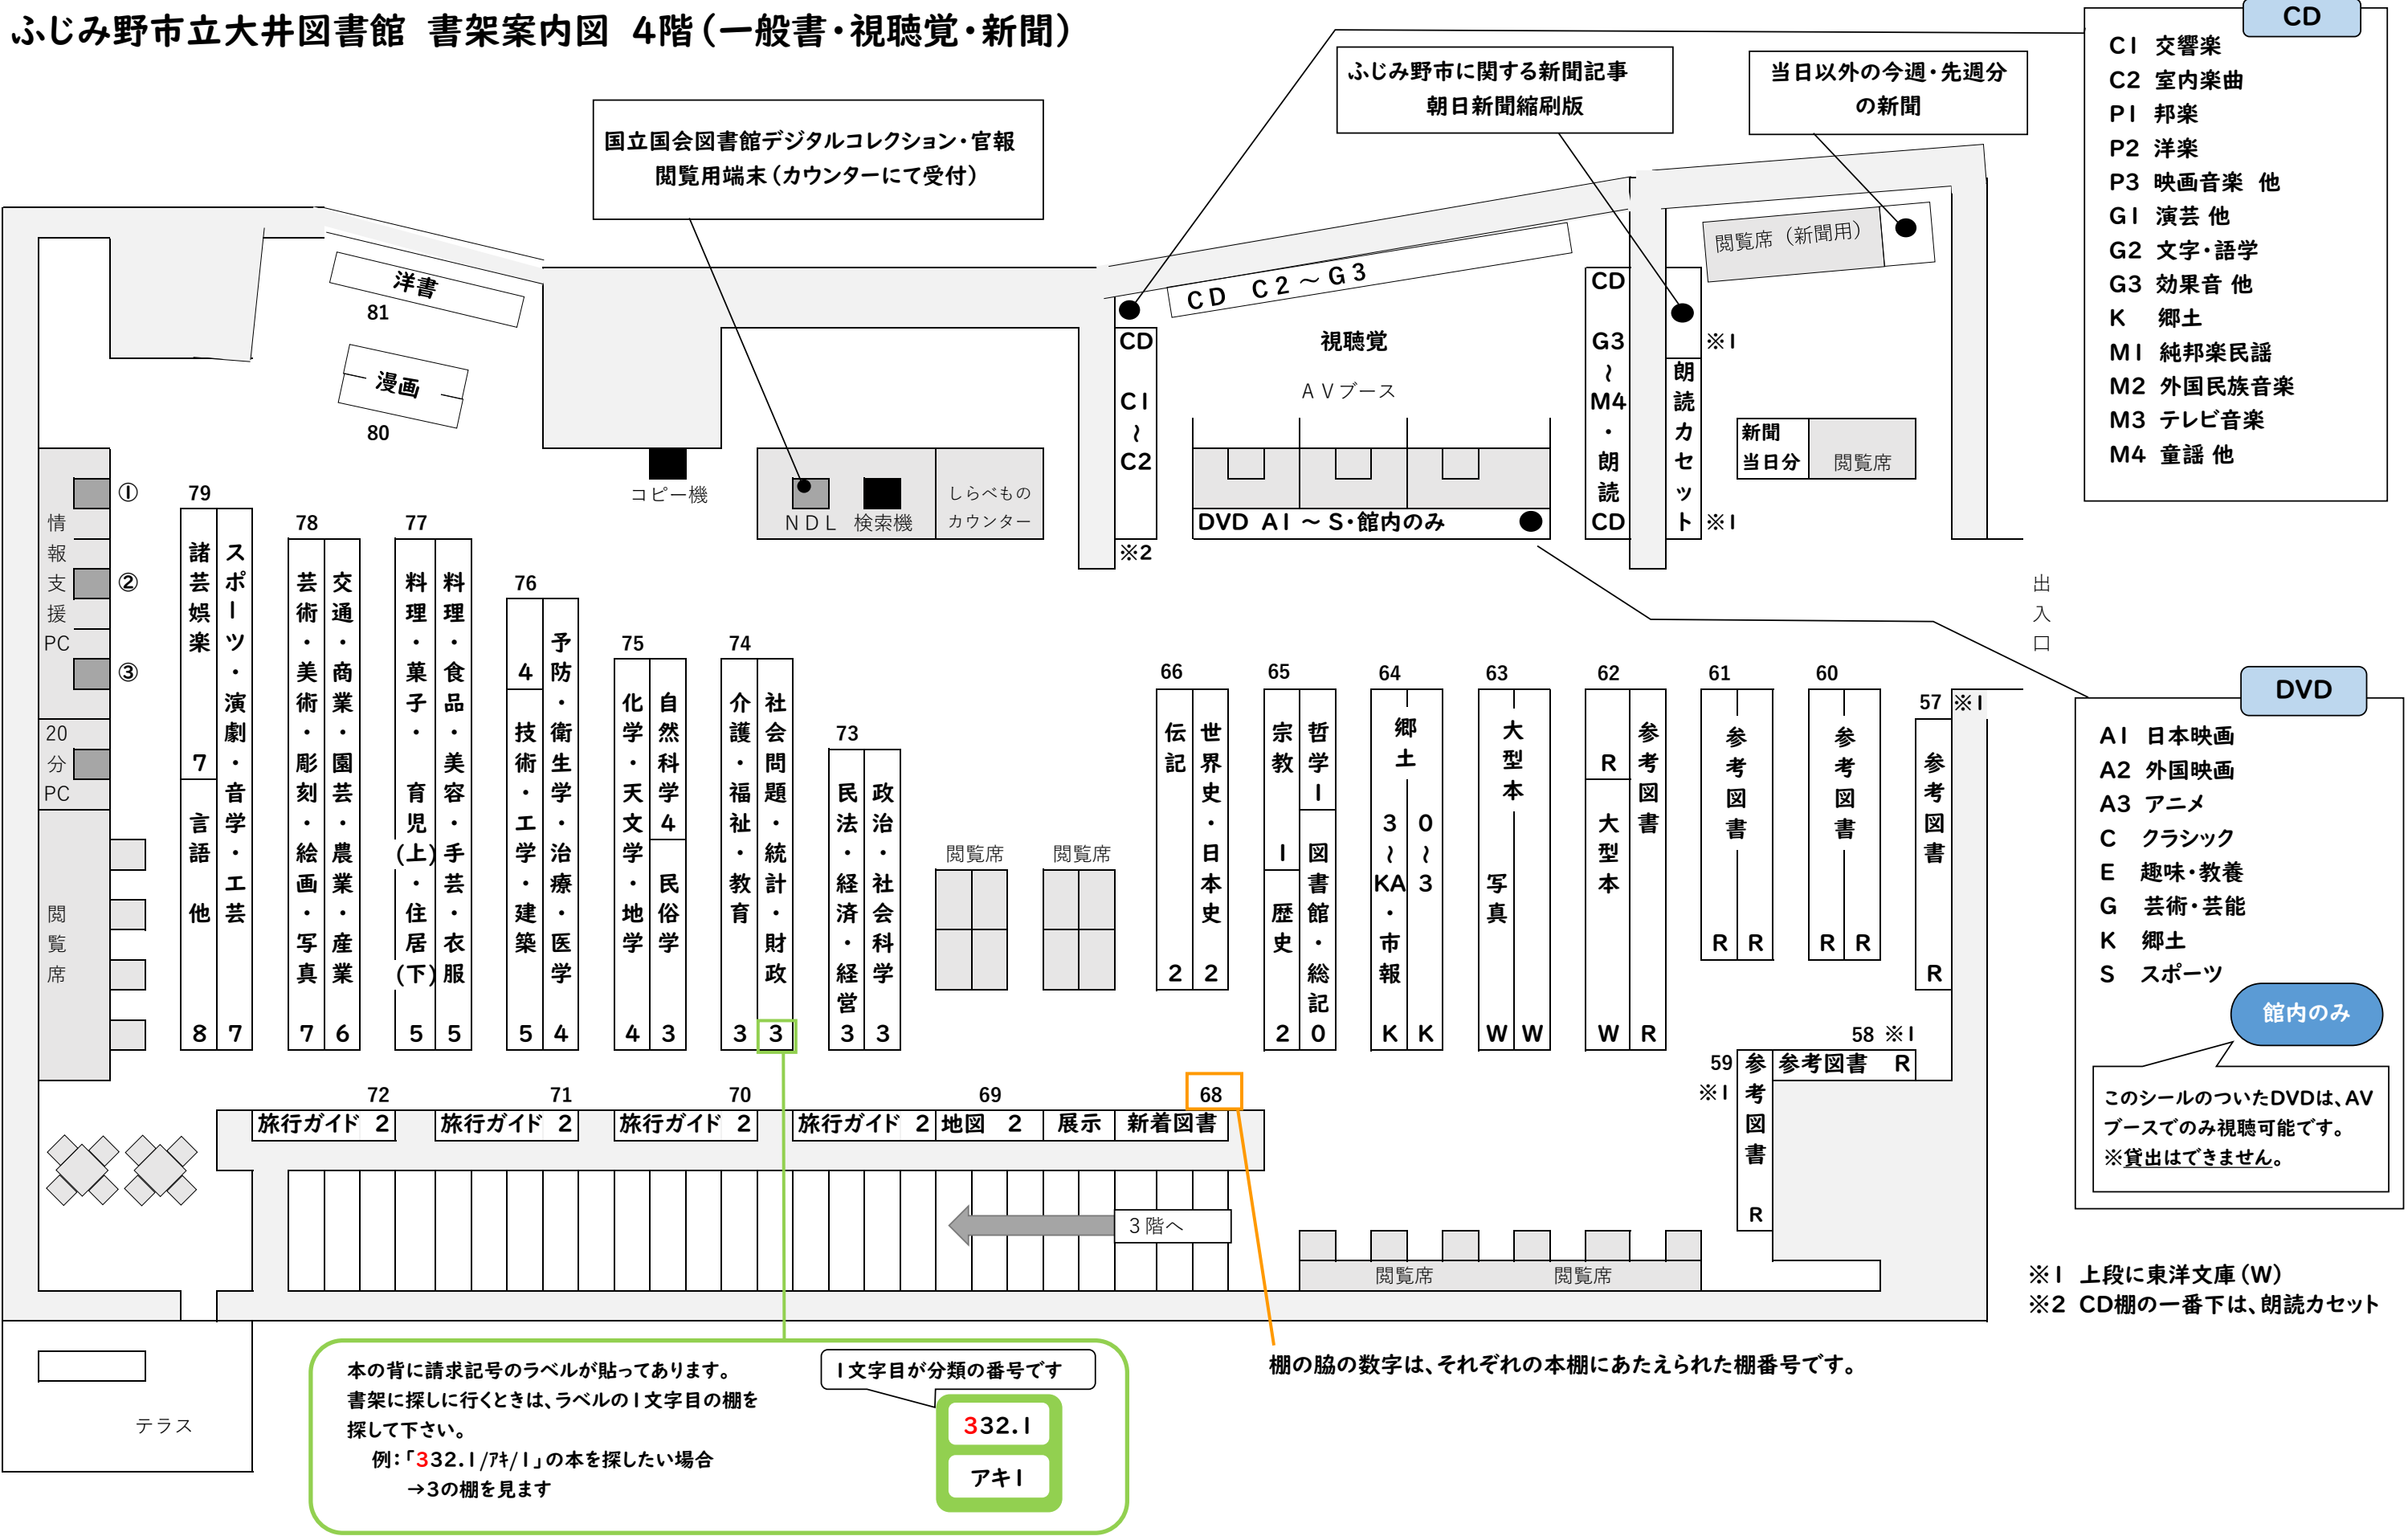 ふじみ野市立大井図書館 書架案内図 4階（一般書・視聴覚・新聞）
国立国会図書館デジタルコレクション・官報
閲覧用端末（カウンターにて受付）
ふじみ野市に関する新聞記事
朝日新聞縮刷版
当日以外の今週・先週分
の新聞
CD
C1 交響楽
C2 室内楽曲
P1 邦楽
P2 洋楽
P3 映画音楽 他
G1 演芸 他
G2 文字・語学
G3 効果音 他
K 郷土
M1 純邦楽民謡
M2 外国民族音楽
M3 テレビ音楽
M4 童謡 他
洋書
81
漫画
80
コピー機
NDL
検索機
しらべもの
カウンター
CD C1～C2
※2
CD C2～G3
視聴覚
AVブース
DVD A1 ～ S・館内のみ
CD G3～M4・朗読CD
朗読カセット
※1
※1
閲覧席（新聞用）
新聞
当日分
閲覧席
出入口
情報支援PC
①
②
③
20分PC
閲覧席
79
諸芸娯楽 7
言語 他 8
スポーツ・演劇・音学・工芸 7
78
芸術・美術・彫刻・絵画・写真 7
交通・商業・園芸・農業・産業 6
77
料理・菓子・ 育児(上)・住居(下) 5
料理・食品・美容・手芸・衣服 5
76
4
技術・工学・建築 5
予防・衛生学・治療・医学 4
75
化学・天文学・地学 4
自然科学 4
民俗学 3
74
介護・福祉・教育 3
社会問題・統計・財政 3
73
民法・経済・経営 3
政治・社会科学 3
閲覧席
閲覧席
66
伝記 2
世界史・日本史 2
65
宗教 1
歴史 2
哲学 1
図書館・総記 0
64
郷土
3～KA・市報 K
0～3 K
63
大型本
写真 W
W
62
R
大型本 W
参考図書 R
61
参考図書
R R
60
参考図書
R R
57 ※1
参考図書 R
58 ※1
参考図書 R
59
※1
参考図書 R
72
旅行ガイド 2
71
旅行ガイド 2
70
旅行ガイド 2
旅行ガイド 2
69
地図 2
展示
68
新着図書
3階へ
閲覧席
閲覧席
テラス
DVD
A1 日本映画
A2 外国映画
A3 アニメ
C クラシック
E 趣味・教養
G 芸術・芸能
K 郷土
S スポーツ
館内のみ
このシールのついたDVDは、AV
ブースでのみ視聴可能です。
※貸出はできません。
※1 上段に東洋文庫（W）
※2 CD棚の一番下は、朗読カセット
棚の脇の数字は、それぞれの本棚にあたえられた棚番号です。
本の背に請求記号のラベルが貼ってあります。
書架に探しに行くときは、ラベルの1文字目の棚を
探して下さい。
例：「332.1/ｱｷ/1」の本を探したい場合
→3の棚を見ます
1文字目が分類の番号です
332.1
アキ1